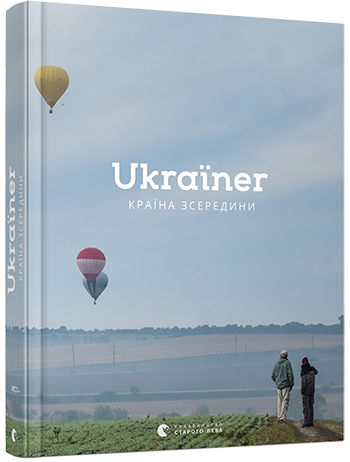 Ukraïner
КРАЇНА ЗСЕРЕДИНИ
Ukraïner
КРАЇНА ЗСЕРЕДИНИ
ВИДАВНИЦТВО
СТАРОГО ЛЕВА